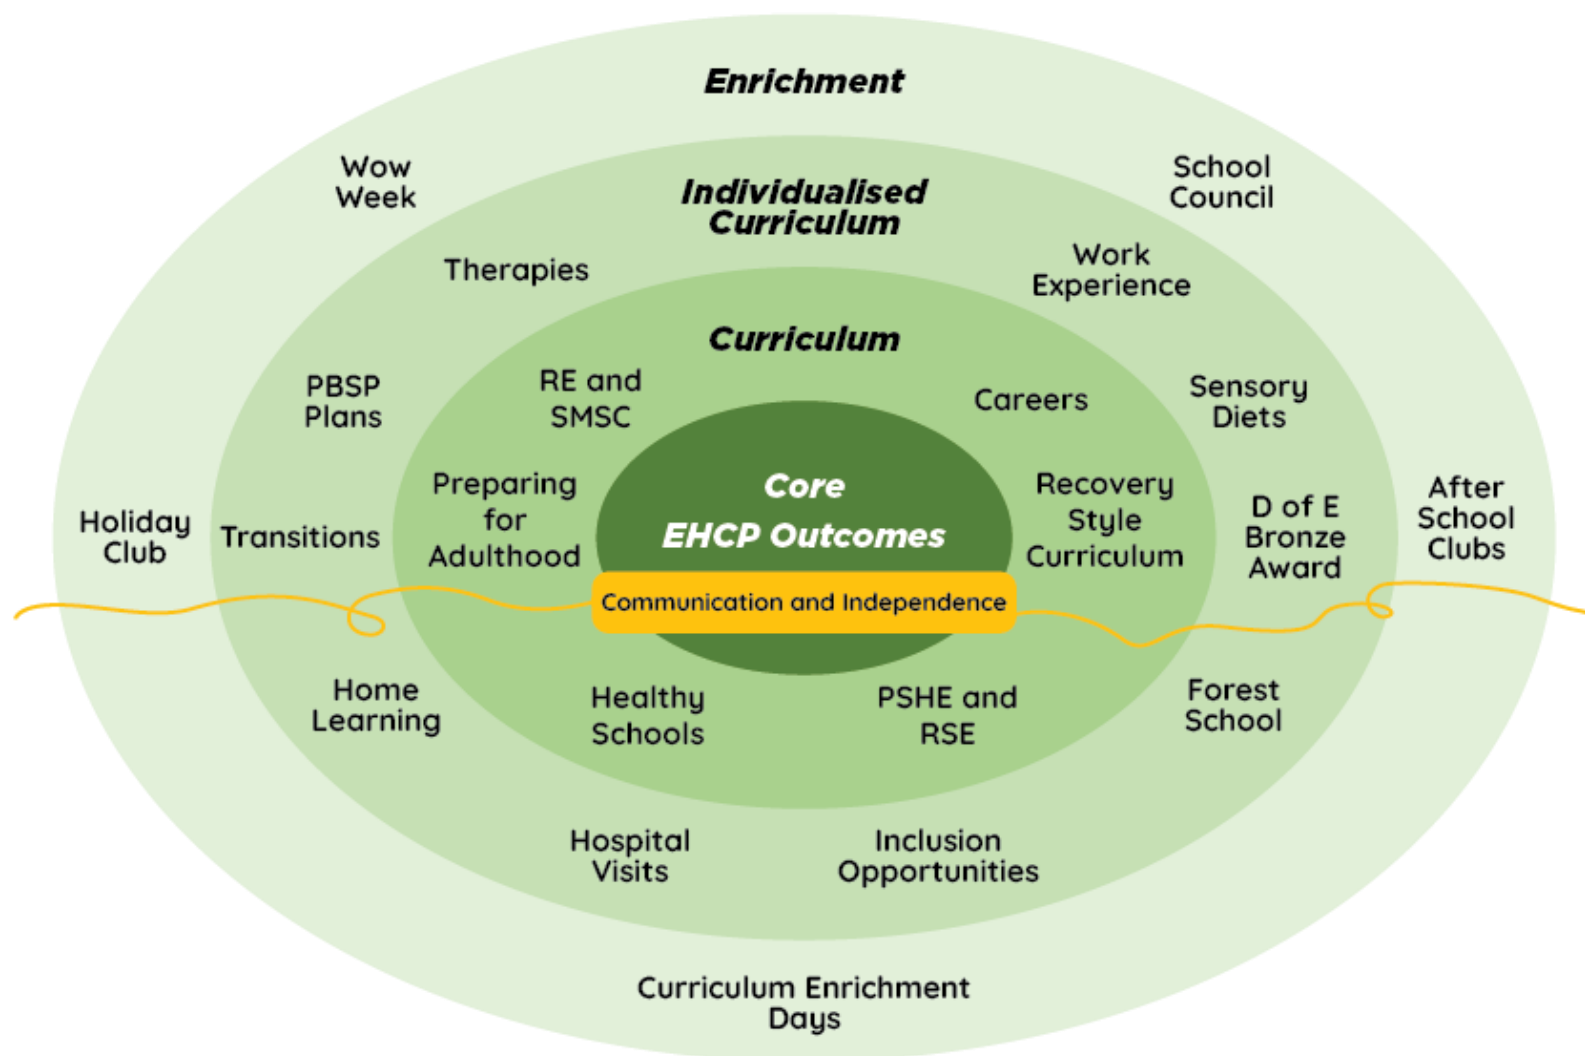 Enrichment
Wow
Week
School
Council
Individualised
Curriculum
Therapies
Work
Experience
Curriculum
RE and
SMSC
Careers
PBSP
Plans
Sensory
Diets
Preparing
for
Adulthood
Core
EHCP Outcomes
Recovery
Style
Curriculum
Holiday
Club
Transitions
D of E
Bronze
Award
After
School
Clubs
Communication and Independence
Home
Learning
Healthy
Schools
PSHE and
RSE
Forest
School
Hospital
Visits
Inclusion
Opportunities
Curriculum Enrichment
Days